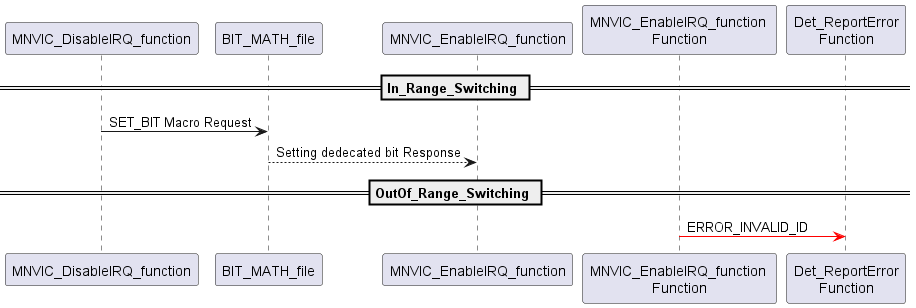 MNVIC_DisableIRQ_function
BIT_MATH_file
MNVIC_EnableIRQ_function
MNVIC_EnableIRQ_function
Function
Det_ReportError
Function
In_Range_Switching
SET_BIT Macro Request
Setting dedecated bit Response
OutOf_Range_Switching
ERROR_INVALID_ID
MNVIC_DisableIRQ_function
BIT_MATH_file
MNVIC_EnableIRQ_function
MNVIC_EnableIRQ_function
Function
Det_ReportError
Function